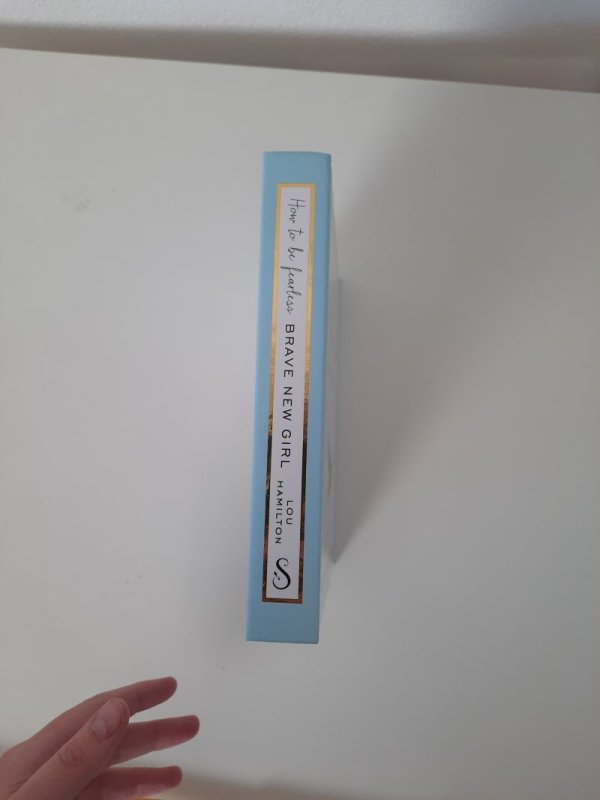 How to be fearless BRAVE NEW GIRL
LOU
HAMILTON